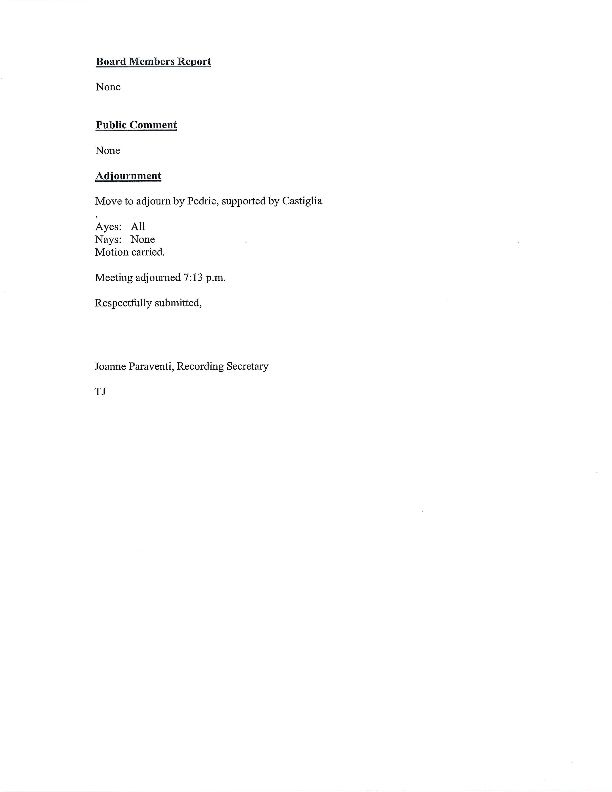 Board Members Report
None
Public Comment
None
Adjournment
Move to adjourn by Pedric, supported by Castiglia
.
Ayes: All
Nays: None
Motion carried.
Meeting adjourned 7:13 p.m.
Respectfully submitted,
Joanne Paraventi, Recording Secretary
TJ